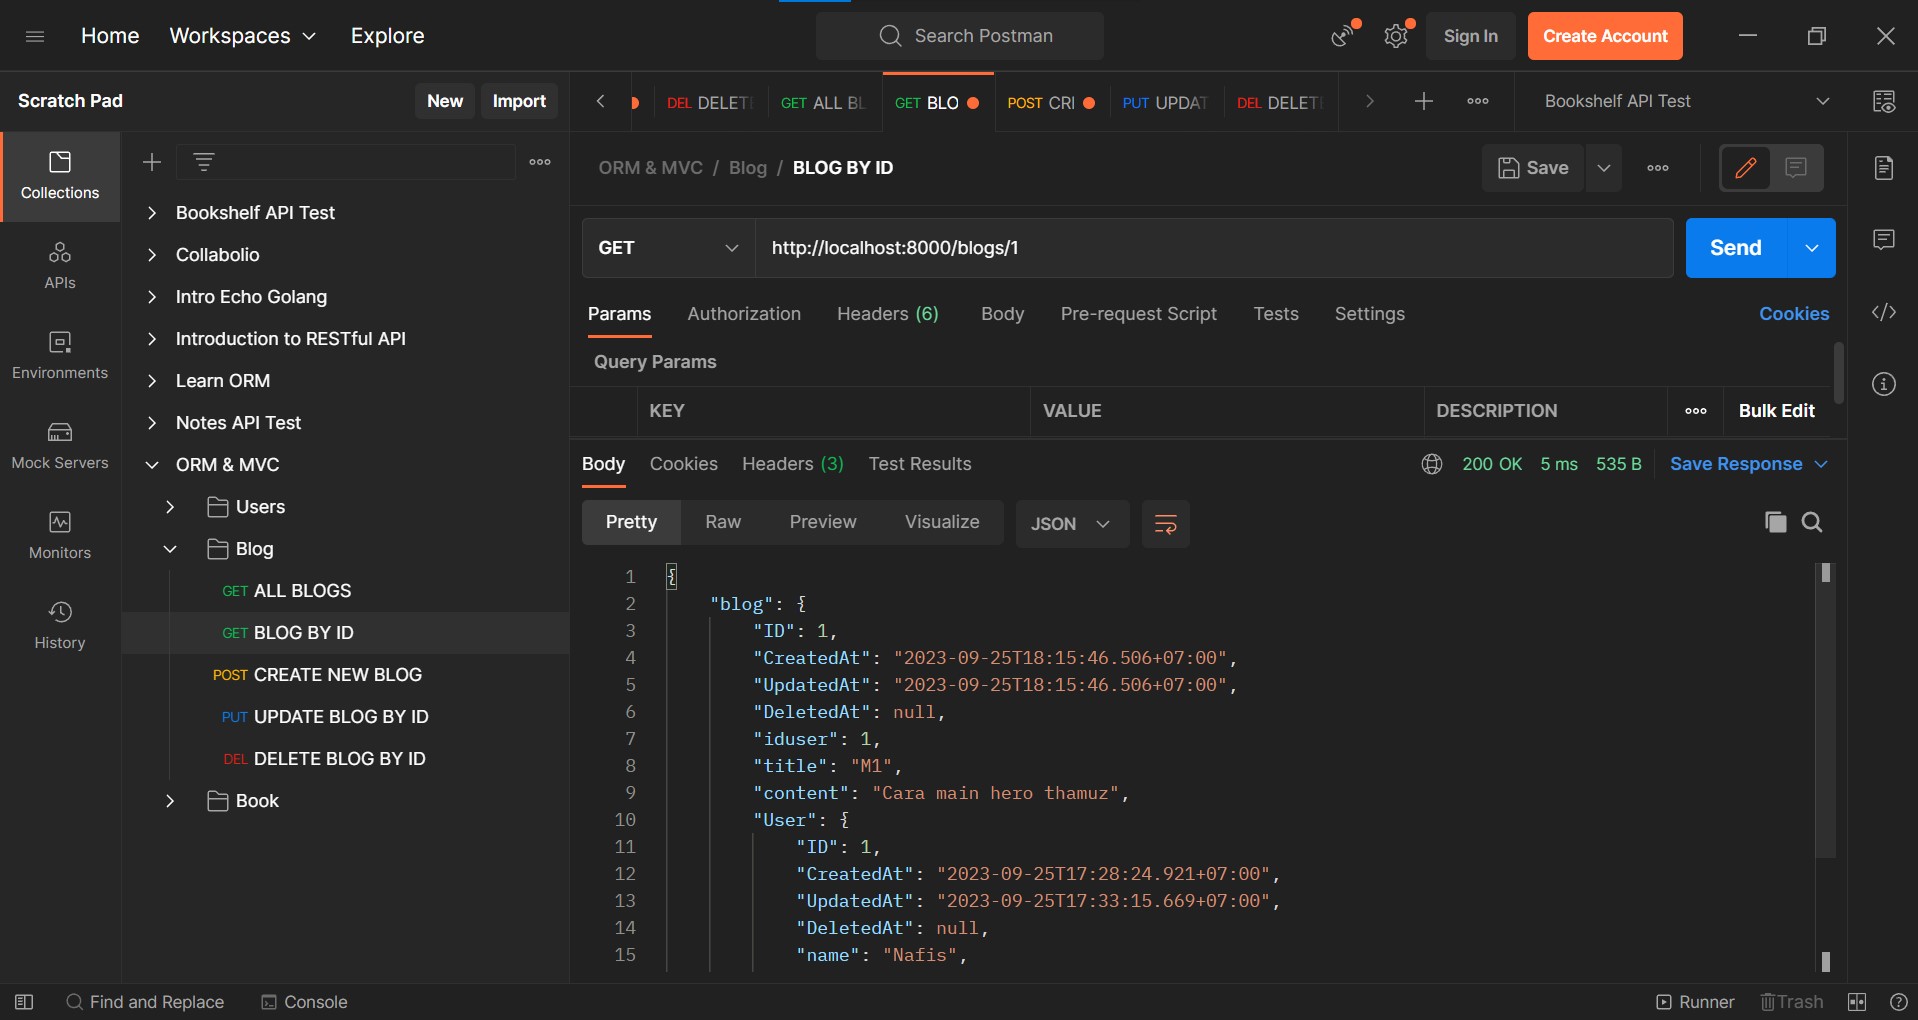 Home Workspaces Explore Search Postman Sign In Create Account
Scratch Pad New Import DEL DELET GET ALL BL GET BLO POST CRI PUT UPDAT DEL DELET Bookshelf API Test
Collections
APIs
Environments
Mock Servers
Monitors
History
Bookshelf API Test
Collabolio
Intro Echo Golang
Introduction to RESTful API
Learn ORM
Notes API Test
ORM & MVC
Users
Blog
GET ALL BLOGS
GET BLOG BY ID
POST CREATE NEW BLOG
PUT UPDATE BLOG BY ID
DEL DELETE BLOG BY ID
Book
ORM & MVC / Blog / BLOG BY ID Save
GET http://localhost:8000/blogs/1 Send
Params Authorization Headers (6) Body Pre-request Script Tests Settings Cookies
Query Params
KEY VALUE DESCRIPTION Bulk Edit
Body Cookies Headers (3) Test Results 200 OK 5 ms 535 B Save Response
Pretty Raw Preview Visualize JSON
1 {
2 "blog": {
3 "ID": 1,
4 "CreatedAt": "2023-09-25T18:15:46.506+07:00",
5 "UpdatedAt": "2023-09-25T18:15:46.506+07:00",
6 "DeletedAt": null,
7 "iduser": 1,
8 "title": "M1",
9 "content": "Cara main hero thamuz",
10 "User": {
11 "ID": 1,
12 "CreatedAt": "2023-09-25T17:28:24.921+07:00",
13 "UpdatedAt": "2023-09-25T17:33:15.669+07:00",
14 "DeletedAt": null,
15 "name": "Nafis",
Find and Replace Console Runner Trash